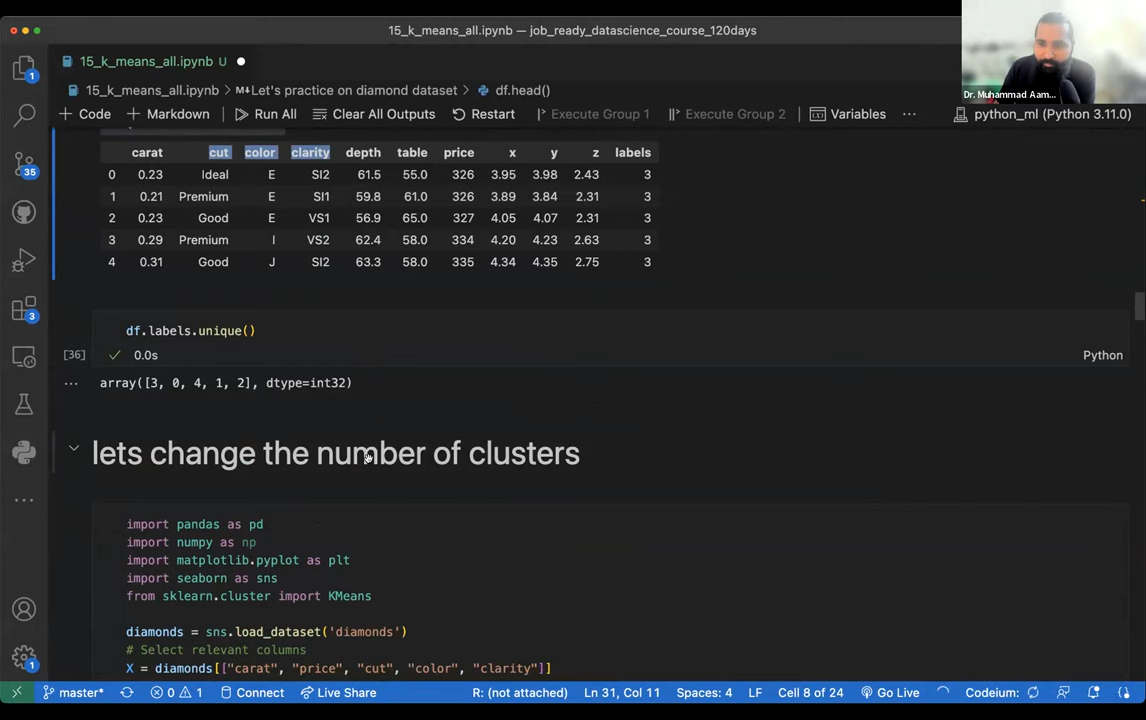 15_k_means_all.ipynb — job_ready_datascience_course_120days
15_k_means_all.ipynb U
15_k_means_all.ipynb > Let's practice on diamond dataset > df.head()
Code Markdown Run All Clear All Outputs Restart Execute Group 1 Execute Group 2 Variables ... python_ml (Python 3.11.0)
Dr. Muhammad Aam...
carat cut color clarity depth table price x y z labels
0 0.23 Ideal E SI2 61.5 55.0 326 3.95 3.98 2.43 3
1 0.21 Premium E SI1 59.8 61.0 326 3.89 3.84 2.31 3
2 0.23 Good E VS1 56.9 65.0 327 4.05 4.07 2.31 3
3 0.29 Premium I VS2 62.4 58.0 334 4.20 4.23 2.63 3
4 0.31 Good J SI2 63.3 58.0 335 4.34 4.35 2.75 3
df.labels.unique()
[36] 0.0s Python
... array([3, 0, 4, 1, 2], dtype=int32)
lets change the number of clusters
import pandas as pd
import numpy as np
import matplotlib.pyplot as plt
import seaborn as sns
from sklearn.cluster import KMeans
diamonds = sns.load_dataset('diamonds')
# Select relevant columns
X = diamonds[["carat", "price", "cut", "color", "clarity"]]
1
35
3
1
master* 0 1 Connect Live Share R: (not attached) Ln 31, Col 11 Spaces: 4 LF Cell 8 of 24 Go Live Codeium: